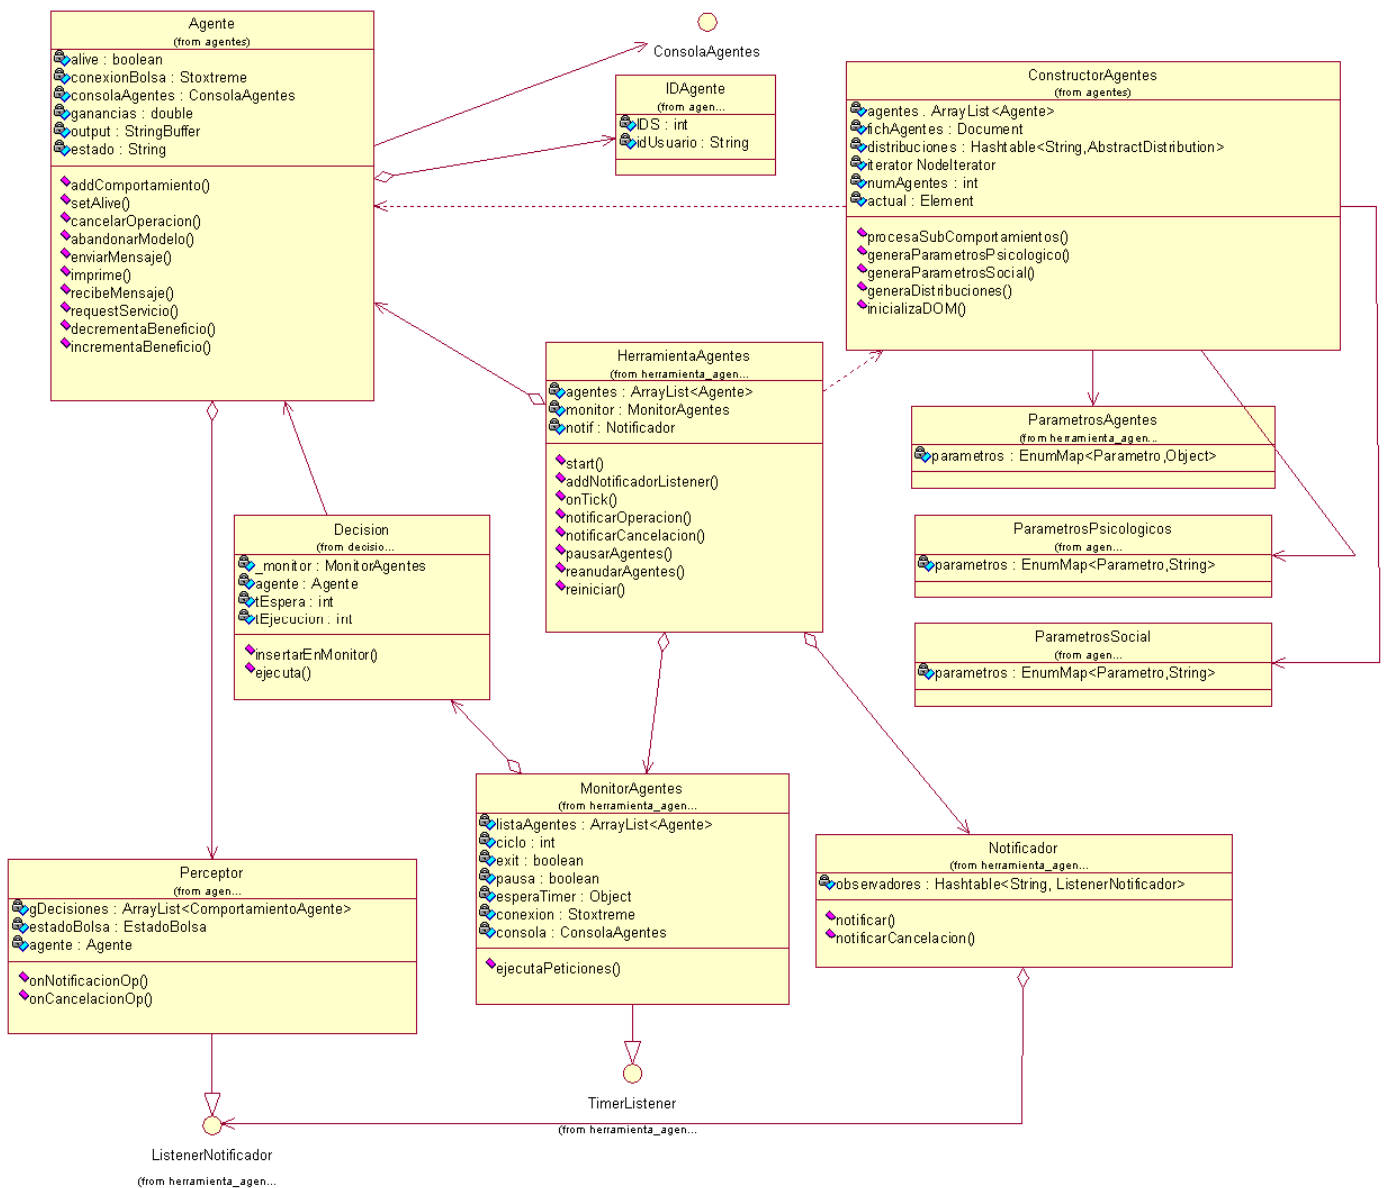 Agente
(from agentes)
alive : boolean
conexionBolsa : Stoxtreme
consolaAgentes : ConsolaAgentes
ganancias : double
output : StringBuffer
estado : String
addComportamiento()
setAlive()
cancelarOperacion()
abandonarModelo()
enviarMensaje()
imprime()
recibeMensaje()
requestServicio()
decrementaBeneficio()
incrementaBeneficio()
ConsolaAgentes
IDAgente
(from agen...
IDS : int
idUsuario : String
ConstructorAgentes
(from agentes)
agentes . ArrayList<Agente>
fichAgentes : Document
distribuciones : Hashtable<String,AbstractDistribution>
iterator NodeIterator
numAgentes : int
actual : Element
procesaSubComportamientos()
generaParametrosPsicologico()
generaParametrosSocial()
generaDistribuciones()
inicializaDOM()
HerramientaAgentes
(from herramienta_agen...
agentes : ArrayList<Agente>
monitor : MonitorAgentes
notif : Notificador
start()
addNotificadorListener()
onTick()
notificarOperacion()
notificarCancelacion()
pausarAgentes()
reanudarAgentes()
reiniciar()
ParametrosAgentes
(from herramienta_agen...
parametros : EnumMap<Parametro,Object>
ParametrosPsicologicos
(from agen...
parametros : EnumMap<Parametro,String>
ParametrosSocial
(from agen...
parametros : EnumMap<Parametro,String>
Decision
(from decisio...
_monitor : MonitorAgentes
agente : Agente
tEspera : int
tEjecucion : int
insertarEnMonitor()
ejecuta()
MonitorAgentes
(from herramienta_agen...
listaAgentes : ArrayList<Agente>
ciclo : int
exit : boolean
pausa : boolean
esperaTimer : Object
conexion : Stoxtreme
consola : ConsolaAgentes
ejecutaPeticiones()
Notificador
(from herramienta_agen...
observadores : Hashtable<String, ListenerNotificador>
notificar()
notificarCancelacion()
Perceptor
(from agen...
gDecisiones : ArrayList<ComportamientoAgente>
estadoBolsa : EstadoBolsa
agente : Agente
onNotificacionOp()
onCancelacionOp()
TimerListener
(from herramienta_agen...
ListenerNotificador
(from herramienta_agen...